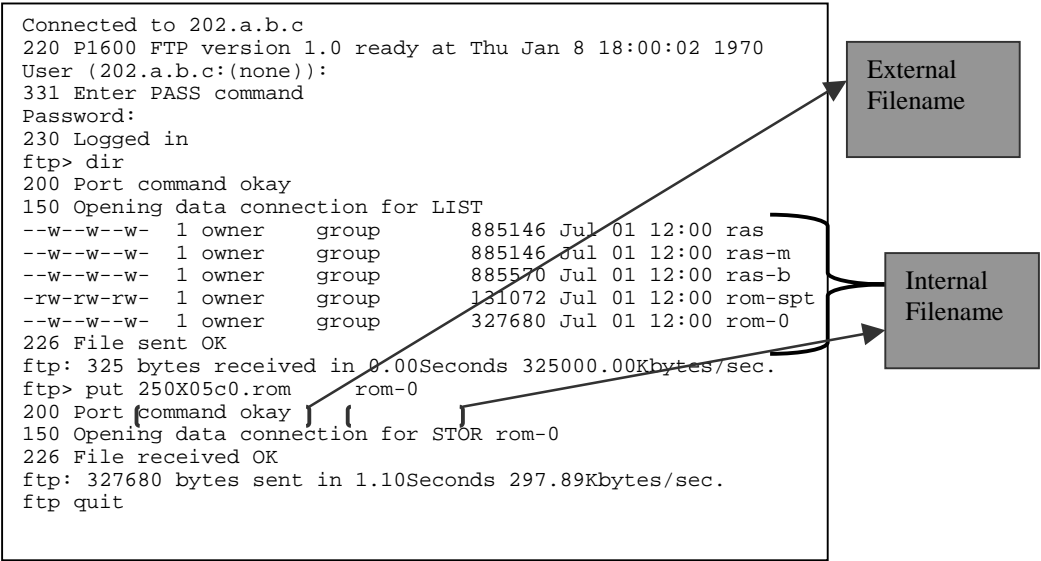 Connected to 202.a.b.c
220 P1600 FTP version 1.0 ready at Thu Jan 8 18:00:02 1970
User (202.a.b.c:(none)):
331 Enter PASS command
Password:
230 Logged in
ftp> dir
200 Port command okay
150 Opening data connection for LIST
--w--w--w- 1 owner group 885146 Jul 01 12:00 ras
--w--w--w- 1 owner group 885146 Jul 01 12:00 ras-m
--w--w--w- 1 owner group 885570 Jul 01 12:00 ras-b
-rw-rw-rw- 1 owner group 131072 Jul 01 12:00 rom-spt
--w--w--w- 1 owner group 327680 Jul 01 12:00 rom-0
226 File sent OK
ftp: 325 bytes received in 0.00Seconds 325000.00Kbytes/sec.
ftp> put 250X05c0.rom rom-0
200 Port command okay
150 Opening data connection for STOR rom-0
226 File received OK
ftp: 327680 bytes sent in 1.10Seconds 297.89Kbytes/sec.
ftp quit
External
Filename
Internal
Filename